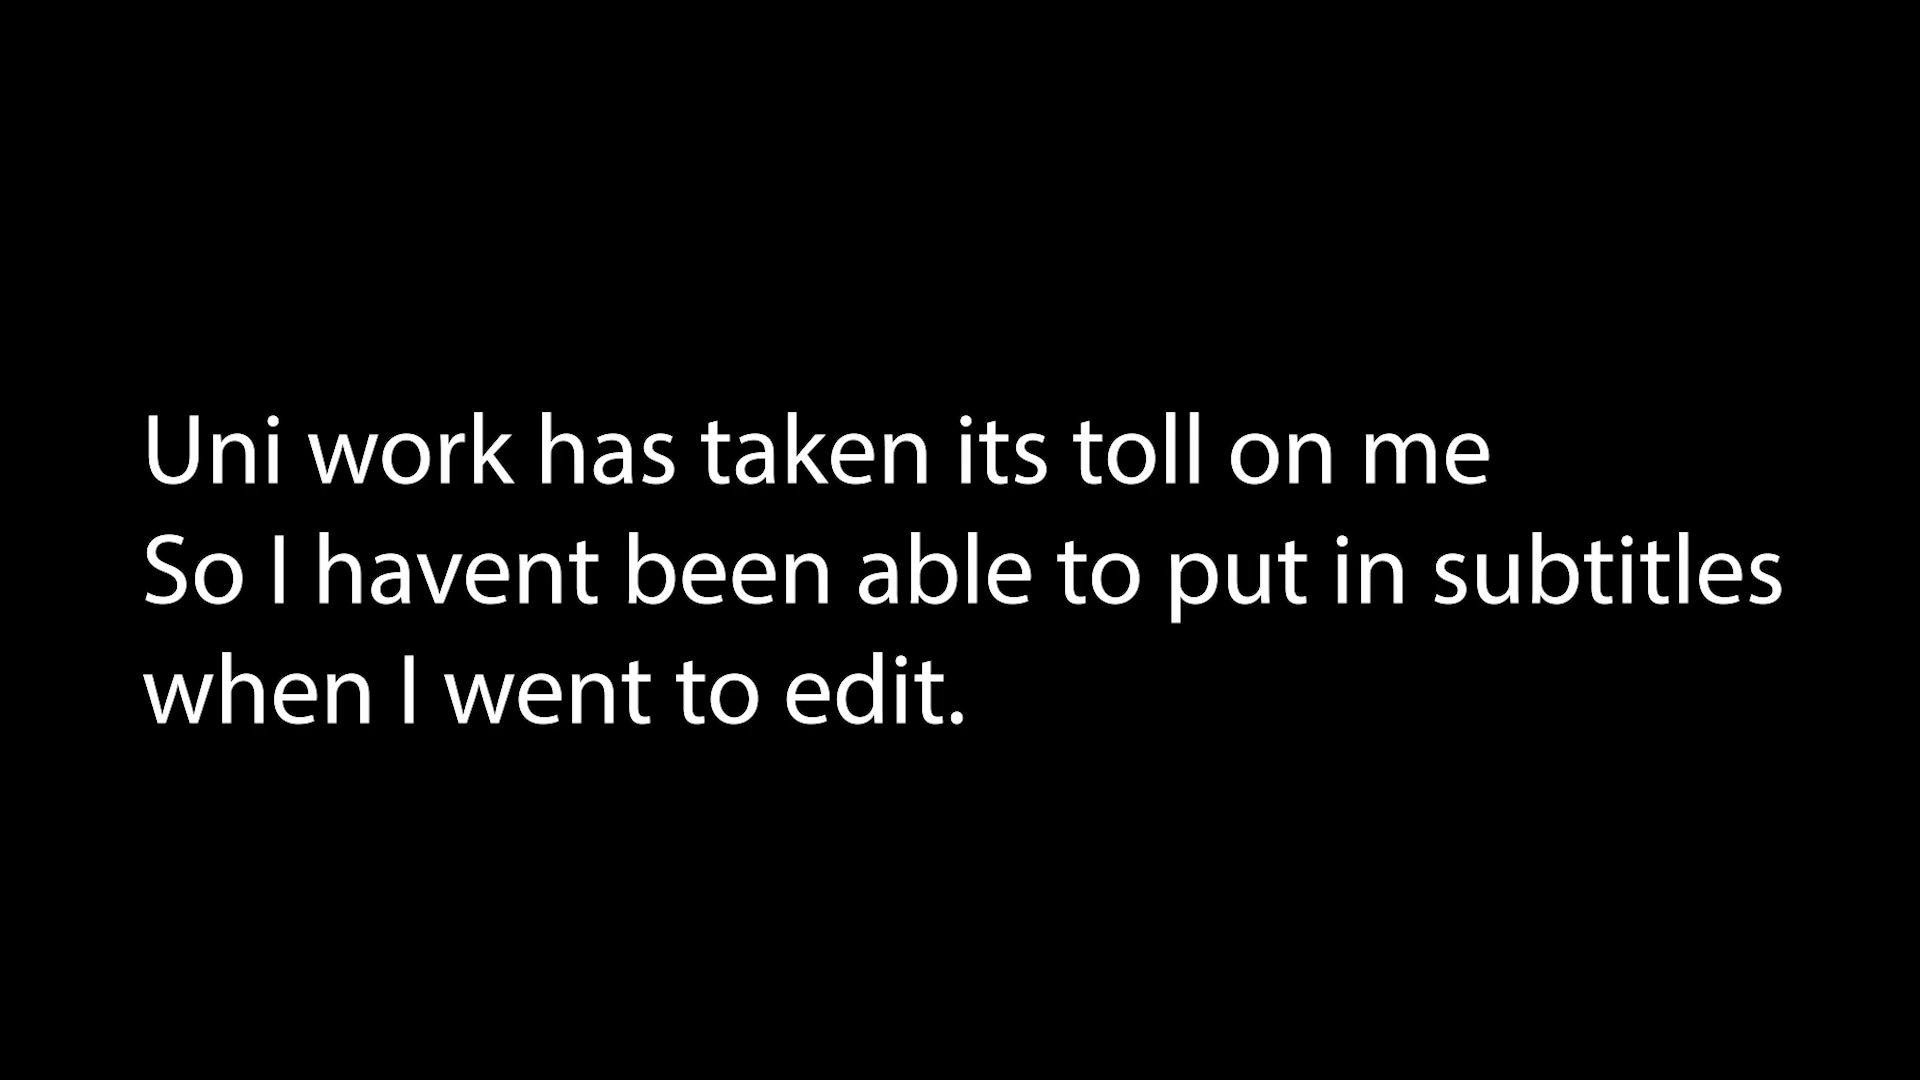 Uni work has taken its toll on me
So I havent been able to put in subtitles
when I went to edit.